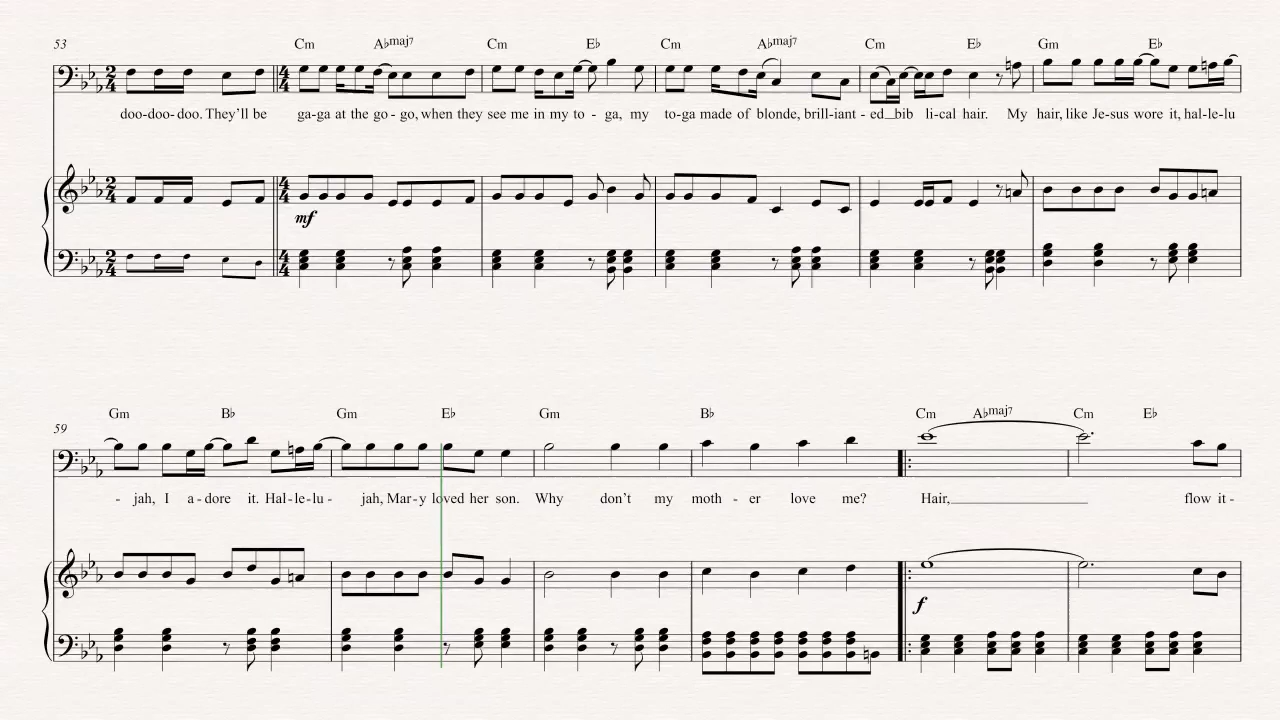 53
Cm A♭maj7 Cm E♭ Cm A♭maj7 Cm E♭ Gm E♭
doo-doo-do They'll be ga-ga at the go - go, when they see me in my to - ga, my to-ga made of blonde, brill-iant - ed_bib li-cal hair. My hair, like Je-sus wore it, hal-le-lu
mf
59
Gm B♭ Gm E♭ Gm B♭ Cm A♭maj7 Cm E♭
- jah, I a - dore it. Hal - le - lu - jah, Mar - y loved her son. Why don't my moth - er love me? Hair, flow it -
f